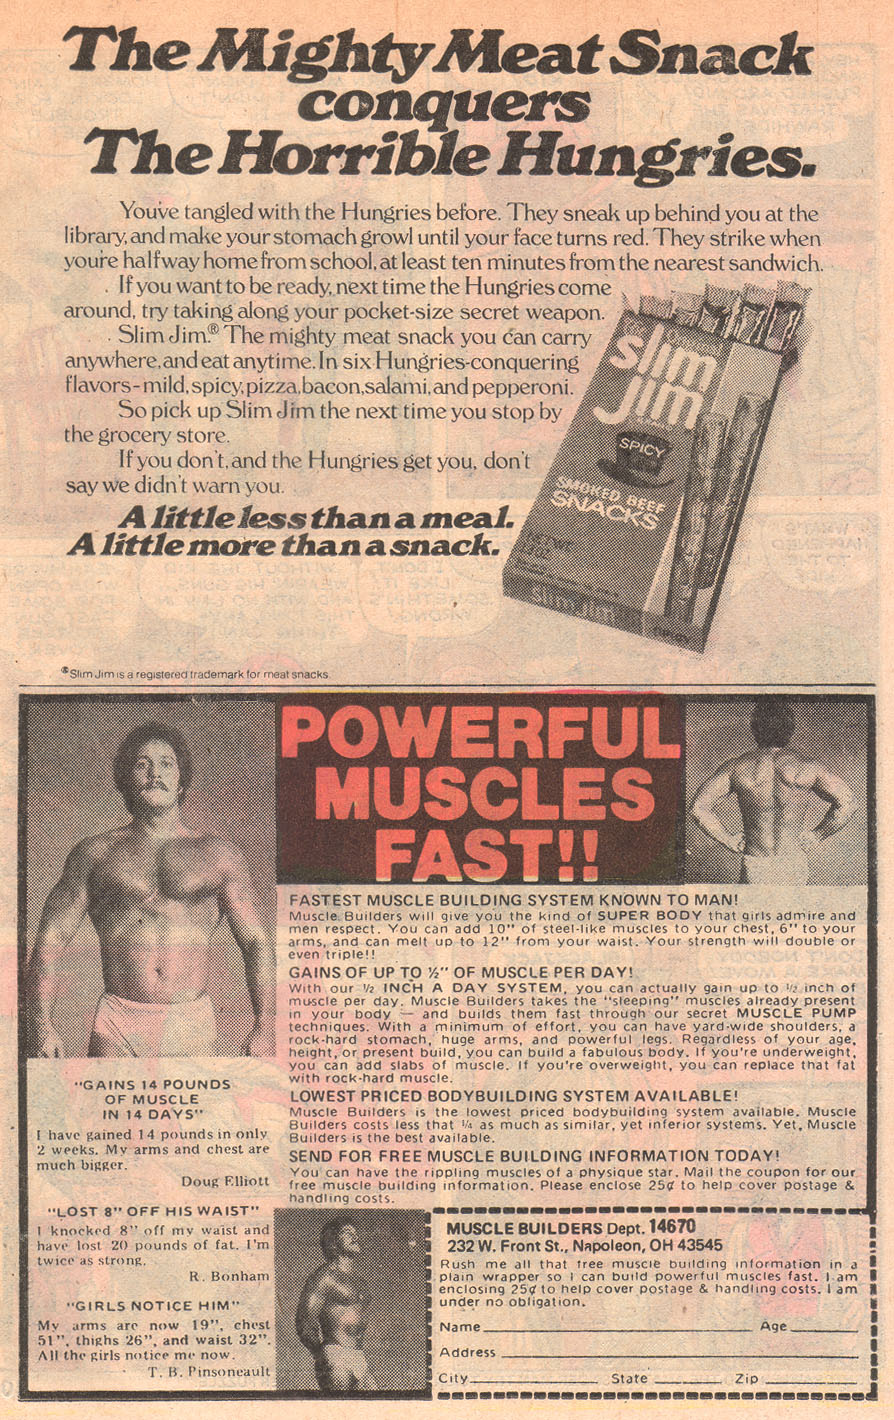 The Mighty Meat Snack
conquers
The Horrible Hungries.
You've tangled with the Hungries before. They sneak up behind you at the
library, and make your stomach growl until your face turns red. They strike when
you're halfway home from school, at least ten minutes from the nearest sandwich.
If you want to be ready, next time the Hungries come
around, try taking along your pocket-size secret weapon.
Slim Jim.® The mighty meat snack you can carry
anywhere, and eat anytime. In six Hungries-conquering
flavors-mild, spicy, pizza, bacon, salami, and pepperoni.
So pick up Slim Jim the next time you stop by
the grocery store.
If you don't, and the Hungries get you, don't
say we didn't warn you.
A little less than a meal.
A little more than a snack.
slim
jim
SPICY
SMOKED BEEF
SNACKS
NET WT.
Slim Jim
®Slim Jim is a registered trademark for meat snacks.
POWERFUL
MUSCLES
FAST!!
FASTEST MUSCLE BUILDING SYSTEM KNOWN TO MAN!
Muscle Builders will give you the kind of SUPER BODY that girls admire and
men respect. You can add 10" of steel-like muscles to your chest, 6" to your
arms, and can melt up to 12" from your waist. Your strength will double or
even triple!!
GAINS OF UP TO ½" OF MUSCLE PER DAY!
With our ½ INCH A DAY SYSTEM, you can actually gain up to ½ inch of
muscle per day. Muscle Builders takes the "sleeping" muscles already present
in your body — and builds them fast through our secret MUSCLE PUMP
techniques. With a minimum of effort, you can have yard-wide shoulders, a
rock-hard stomach, huge arms, and powerful legs. Regardless of your age,
height, or present build, you can build a fabulous body. If you're underweight,
you can add slabs of muscle. If you're overweight, you can replace that fat
with rock-hard muscle.
LOWEST PRICED BODYBUILDING SYSTEM AVAILABLE!
Muscle Builders is the lowest priced bodybuilding system available. Muscle
Builders costs less that ¼ as much as similar, yet inferior systems. Yet, Muscle
Builders is the best available.
SEND FOR FREE MUSCLE BUILDING INFORMATION TODAY!
You can have the rippling muscles of a physique star. Mail the coupon for our
free muscle building information. Please enclose 25¢ to help cover postage &
handling costs.
"GAINS 14 POUNDS
OF MUSCLE
IN 14 DAYS"
I have gained 14 pounds in only
2 weeks. My arms and chest are
much bigger.
Doug Elliott
"LOST 8" OFF HIS WAIST"
I knocked 8" off my waist and
have lost 20 pounds of fat. I'm
twice as strong.
R. Bonham
"GIRLS NOTICE HIM"
My arms are now 19", chest
51", thighs 26", and waist 32".
All the girls notice me now.
T. B. Pinsoneault
MUSCLE BUILDERS Dept. 14670
232 W. Front St., Napoleon, OH 43545
Rush me all that free muscle building information in a
plain wrapper so I can build powerful muscles fast. I am
enclosing 25¢ to help cover postage & handling costs. I am
under no obligation.
Name Age
Address
City State Zip